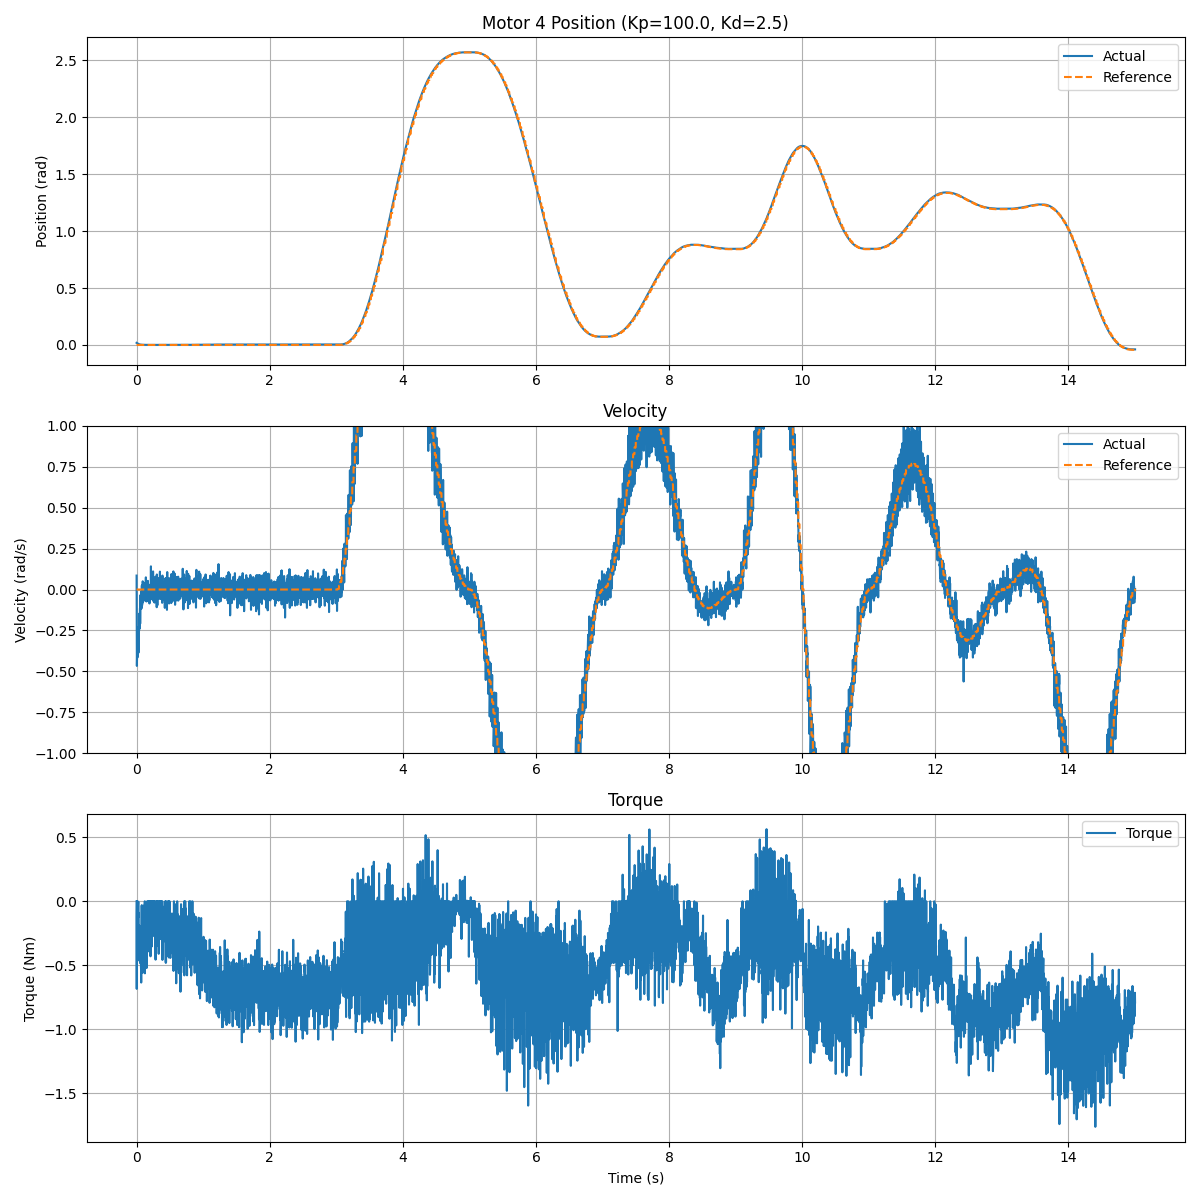 Motor 4 Position (Kp=100.0, Kd=2.5)
Position (rad)
2.5
2.0
1.5
1.0
0.5
0.0
Actual
Reference
0 2 4 6 8 10 12 14
Velocity
Velocity (rad/s)
1.00
0.75
0.50
0.25
0.00
−0.25
−0.50
−0.75
−1.00
Actual
Reference
0 2 4 6 8 10 12 14
Torque
Torque (Nm)
0.5
0.0
−0.5
−1.0
−1.5
Torque
0 2 4 6 8 10 12 14
Time (s)